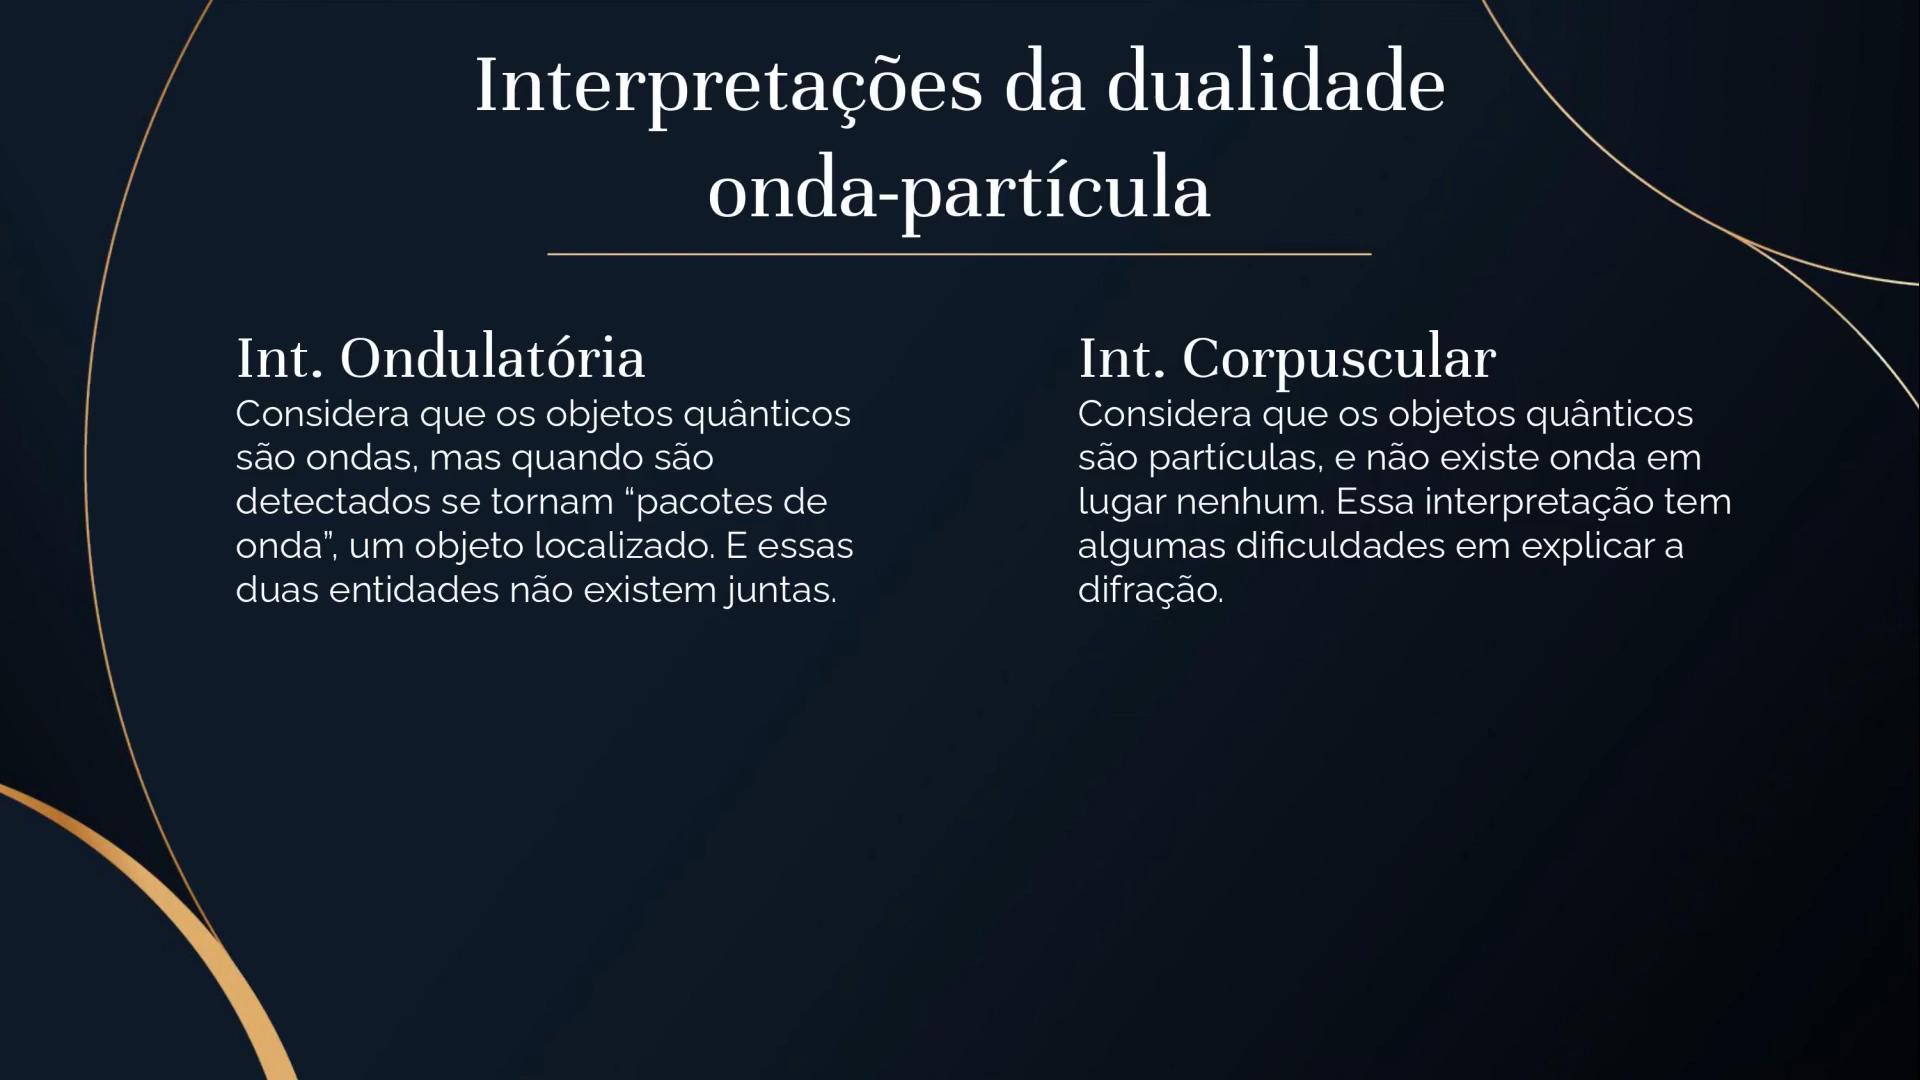 Interpretações da dualidade
onda-partícula
Int. Ondulatória
Considera que os objetos quânticos
são ondas, mas quando são
detectados se tornam “pacotes de
onda”, um objeto localizado. E essas
duas entidades não existem juntas.
Int. Corpuscular
Considera que os objetos quânticos
são partículas, e não existe onda em
lugar nenhum. Essa interpretação tem
algumas dificuldades em explicar a
difração.